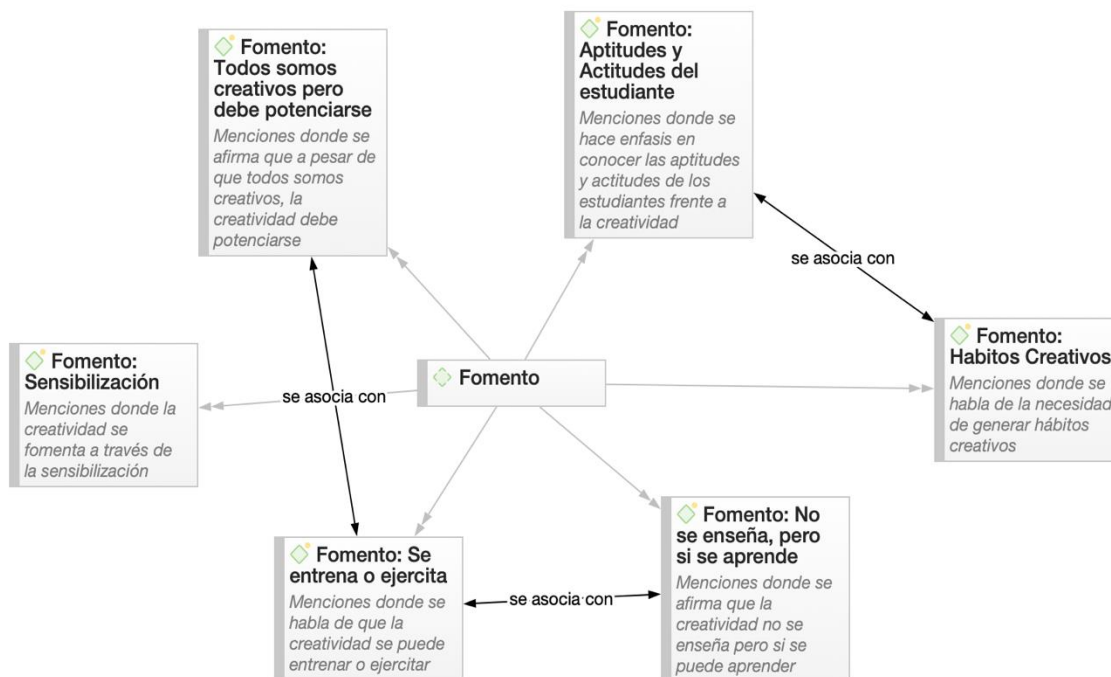 Fomento:
Todos somos
creativos pero
debe potenciarse
Menciones donde se
afirma que a pesar de
que todos somos
creativos, la
creatividad debe
potenciarse
Fomento:
Aptitudes y
Actitudes del
estudiante
Menciones donde se
hace enfasis en
conocer las aptitudes
y actitudes de los
estudiantes frente a
la creatividad
se asocia con
Fomento:
Habitos Creativos
Menciones donde se
habla de la necesidad
de generar hábitos
creativos
Fomento:
Sensibilización
Menciones donde la
creatividad se
fomenta a través de
la sensibilización
se asocia con
Fomento
Fomento: Se
entrena o ejercita
Menciones donde se
habla de que la
creatividad se puede
entrenar o ejercitar
se asocia con
Fomento: No
se enseña, pero
si se aprende
Menciones donde se
afirma que la
creatividad no se
enseña pero si se
puede aprender